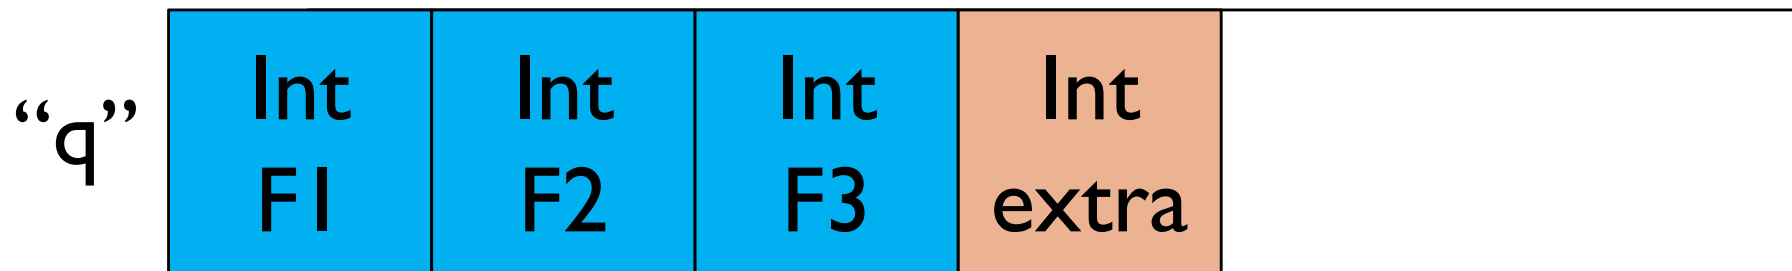 “q”
Int
F1
Int
F2
Int
F3
Int
extra